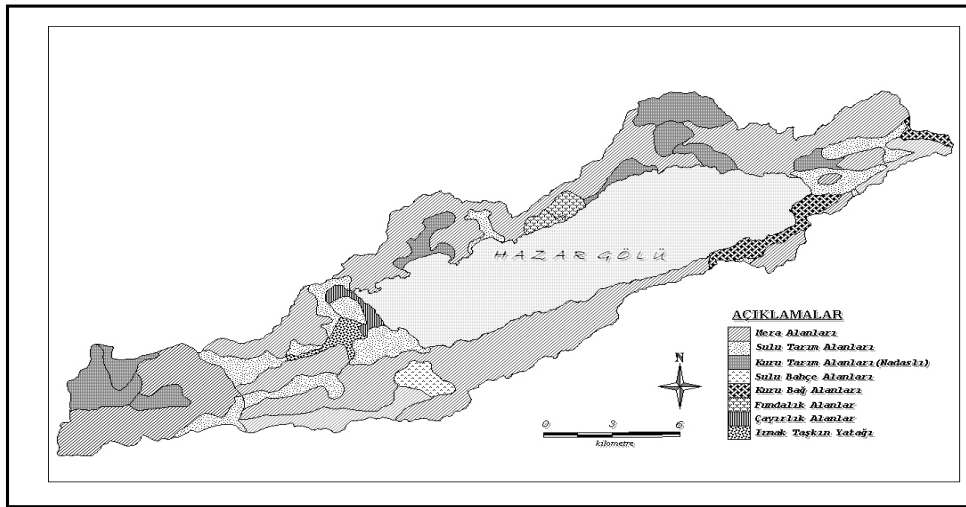 HAZAR GÖLÜ
AÇIKLAMALAR
Mera Alanları
Sulu Tarım Alanları
Kuru Tarım Alanları(Nadaslı)
Sulu Bahçe Alanları
Kuru Bağ Alanları
Fundalık Alanlar
Çayırlık Alanlar
Irmak Taşkın Yatağı
N
0 3 6
kilometre